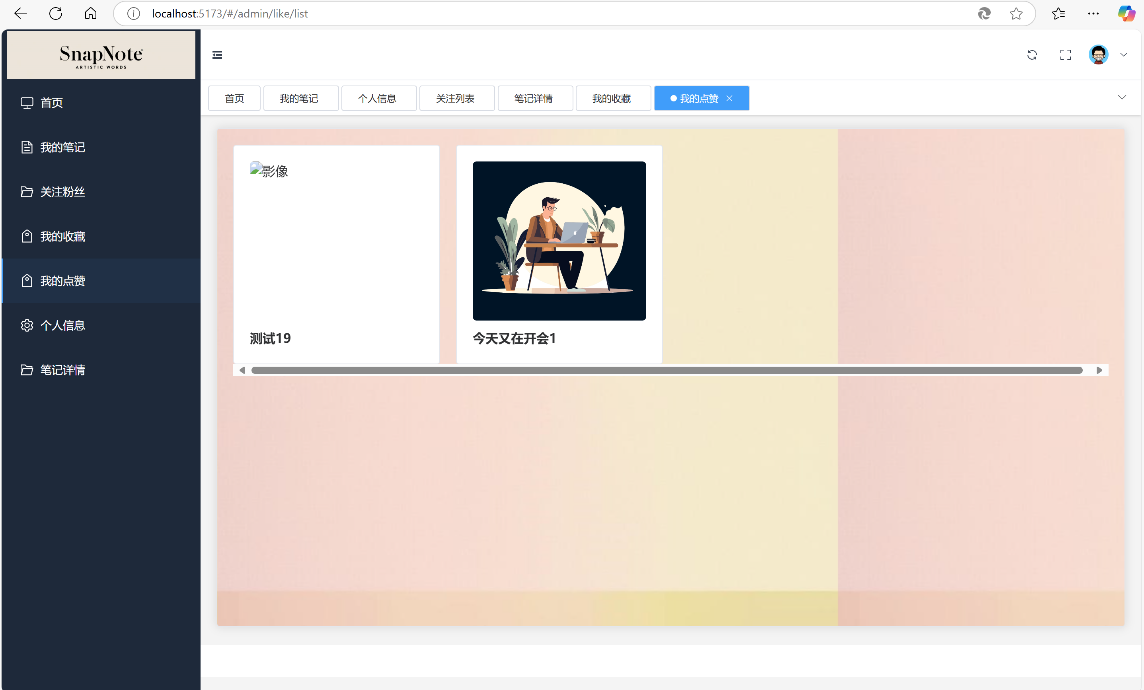 localhost:5173/#/admin/like/list
SnapNote
ARTISTIC WORDS
首页
我的笔记
关注粉丝
我的收藏
我的点赞
个人信息
笔记详情
首页
我的笔记
个人信息
关注列表
笔记详情
我的收藏
我的点赞
影像
测试19
今天又在开会1